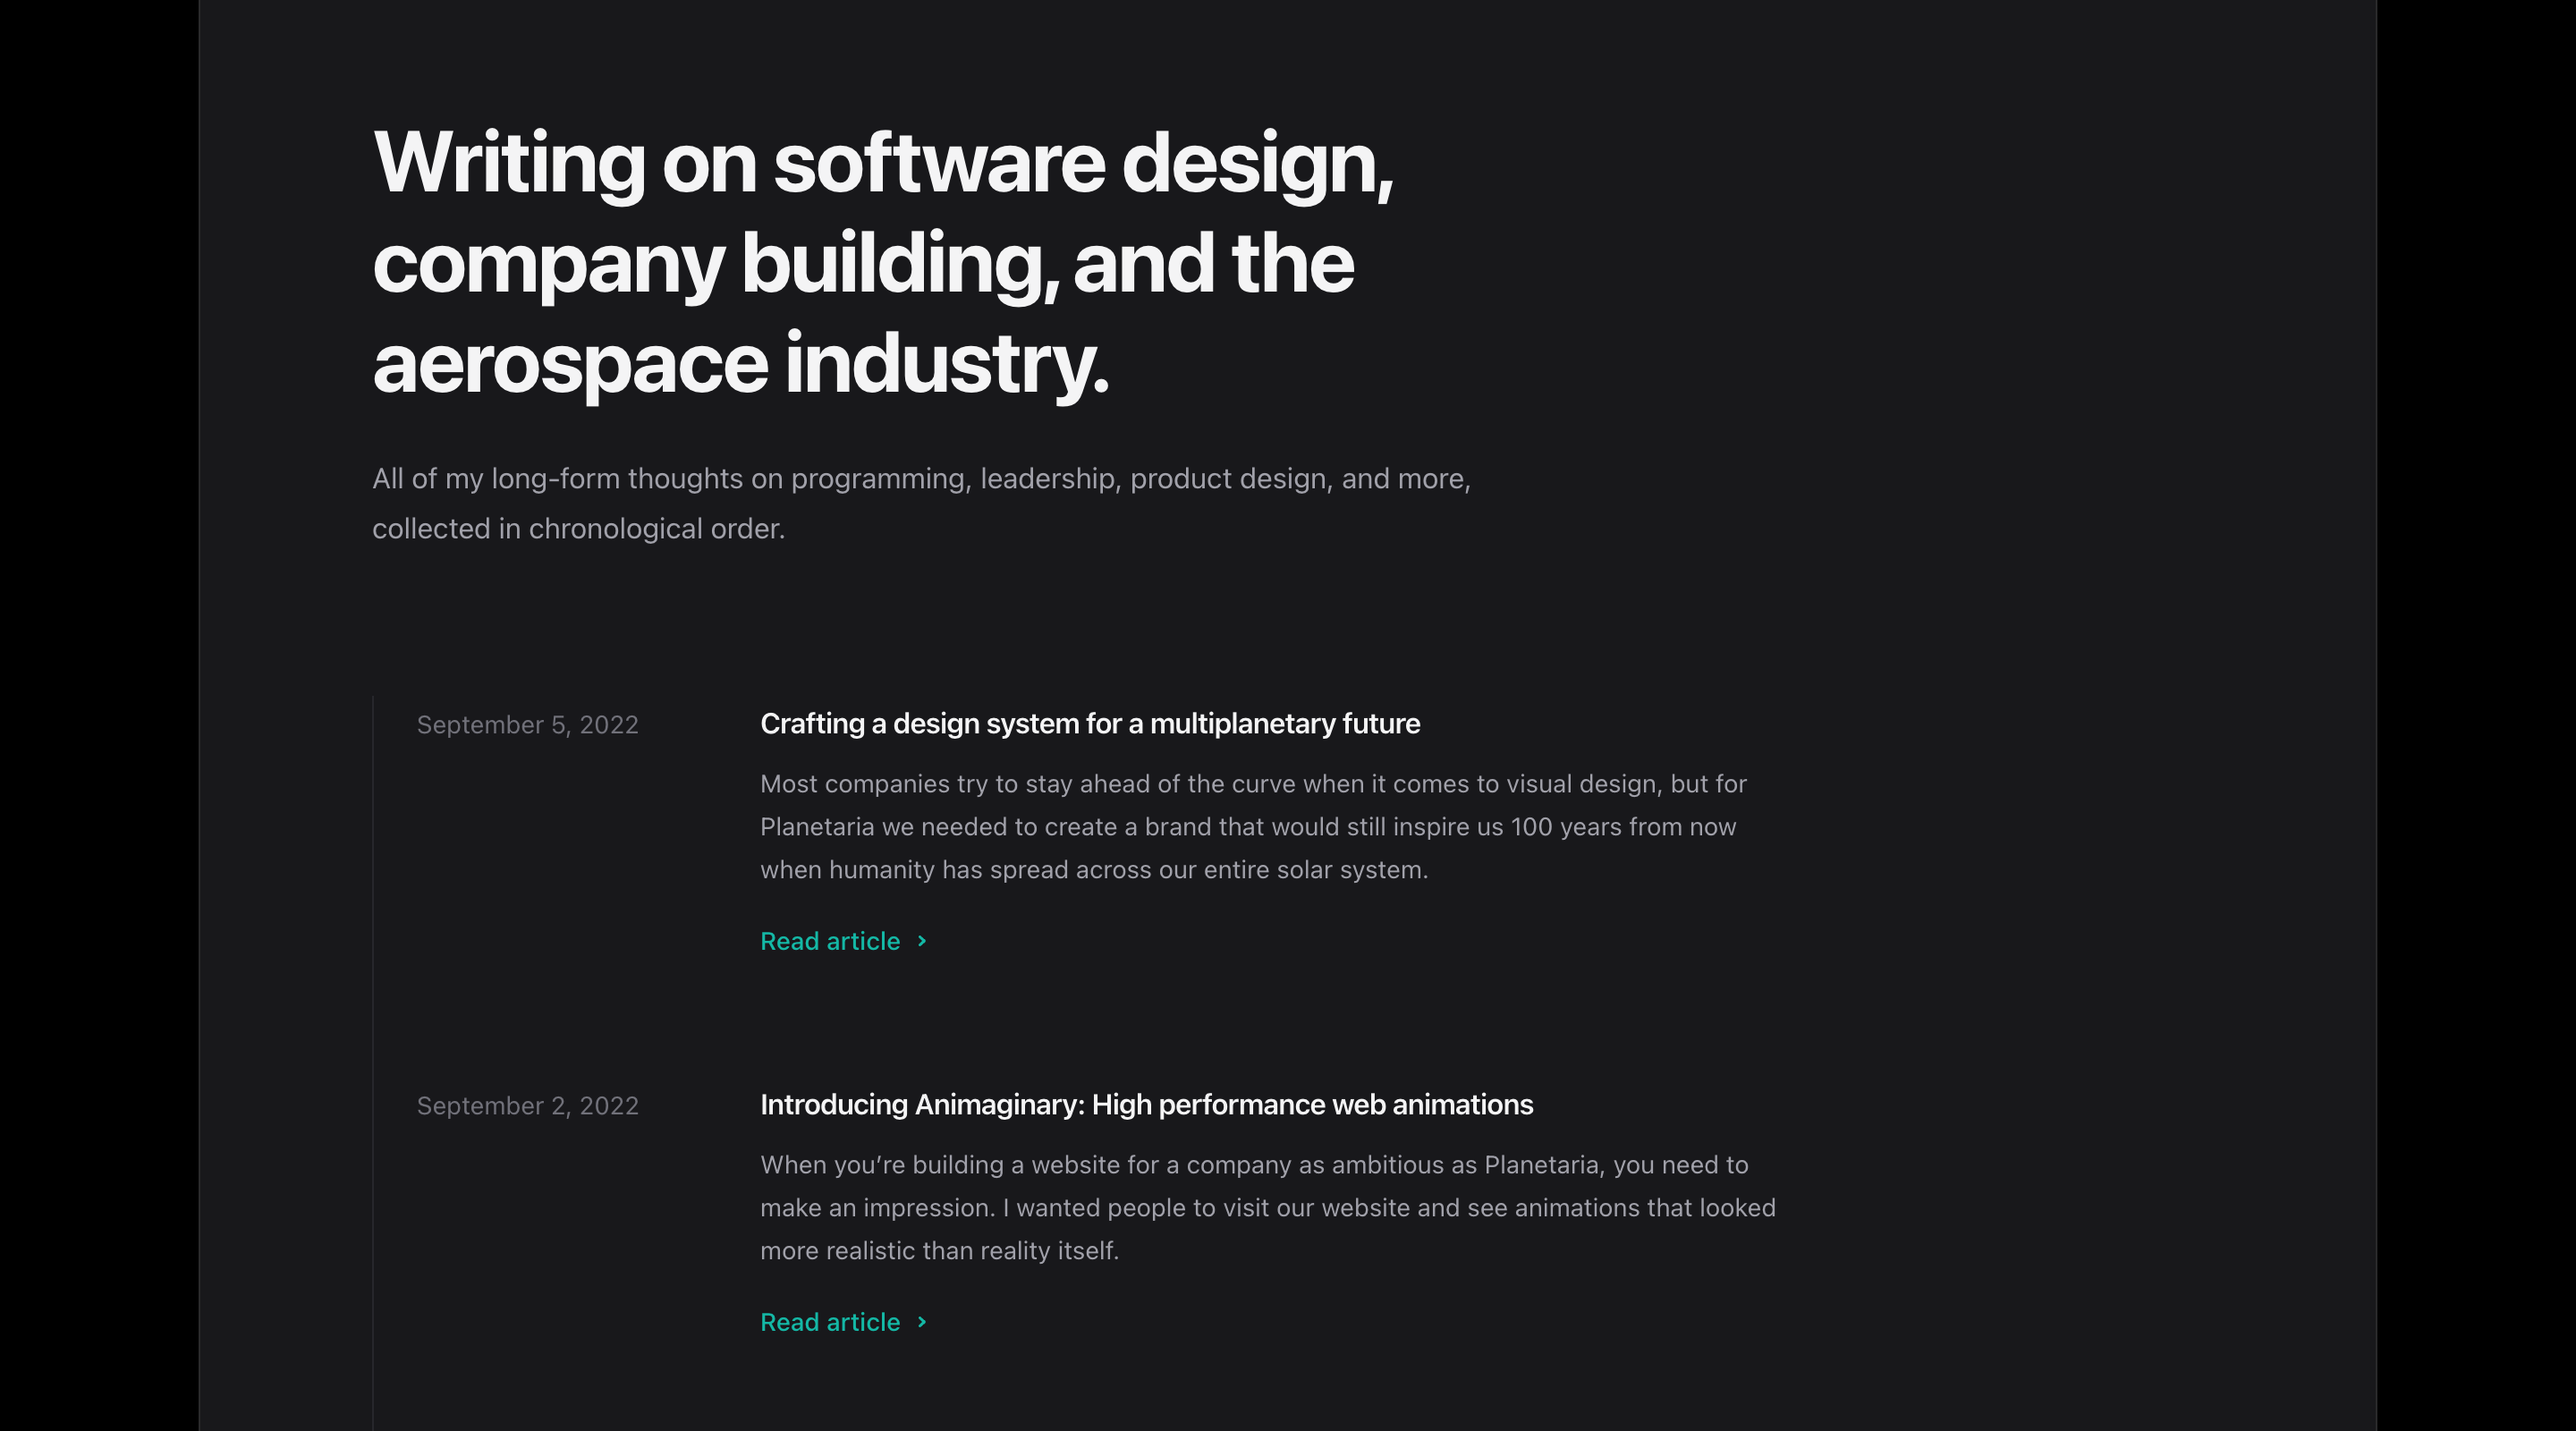 Writing on software design,
company building, and the
aerospace industry.
All of my long-form thoughts on programming, leadership, product design, and more,
collected in chronological order.
September 5, 2022
Crafting a design system for a multiplanetary future
Most companies try to stay ahead of the curve when it comes to visual design, but for
Planetaria we needed to create a brand that would still inspire us 100 years from now
when humanity has spread across our entire solar system.
Read article
September 2, 2022
Introducing Animaginary: High performance web animations
When you’re building a website for a company as ambitious as Planetaria, you need to
make an impression. I wanted people to visit our website and see animations that looked
more realistic than reality itself.
Read article